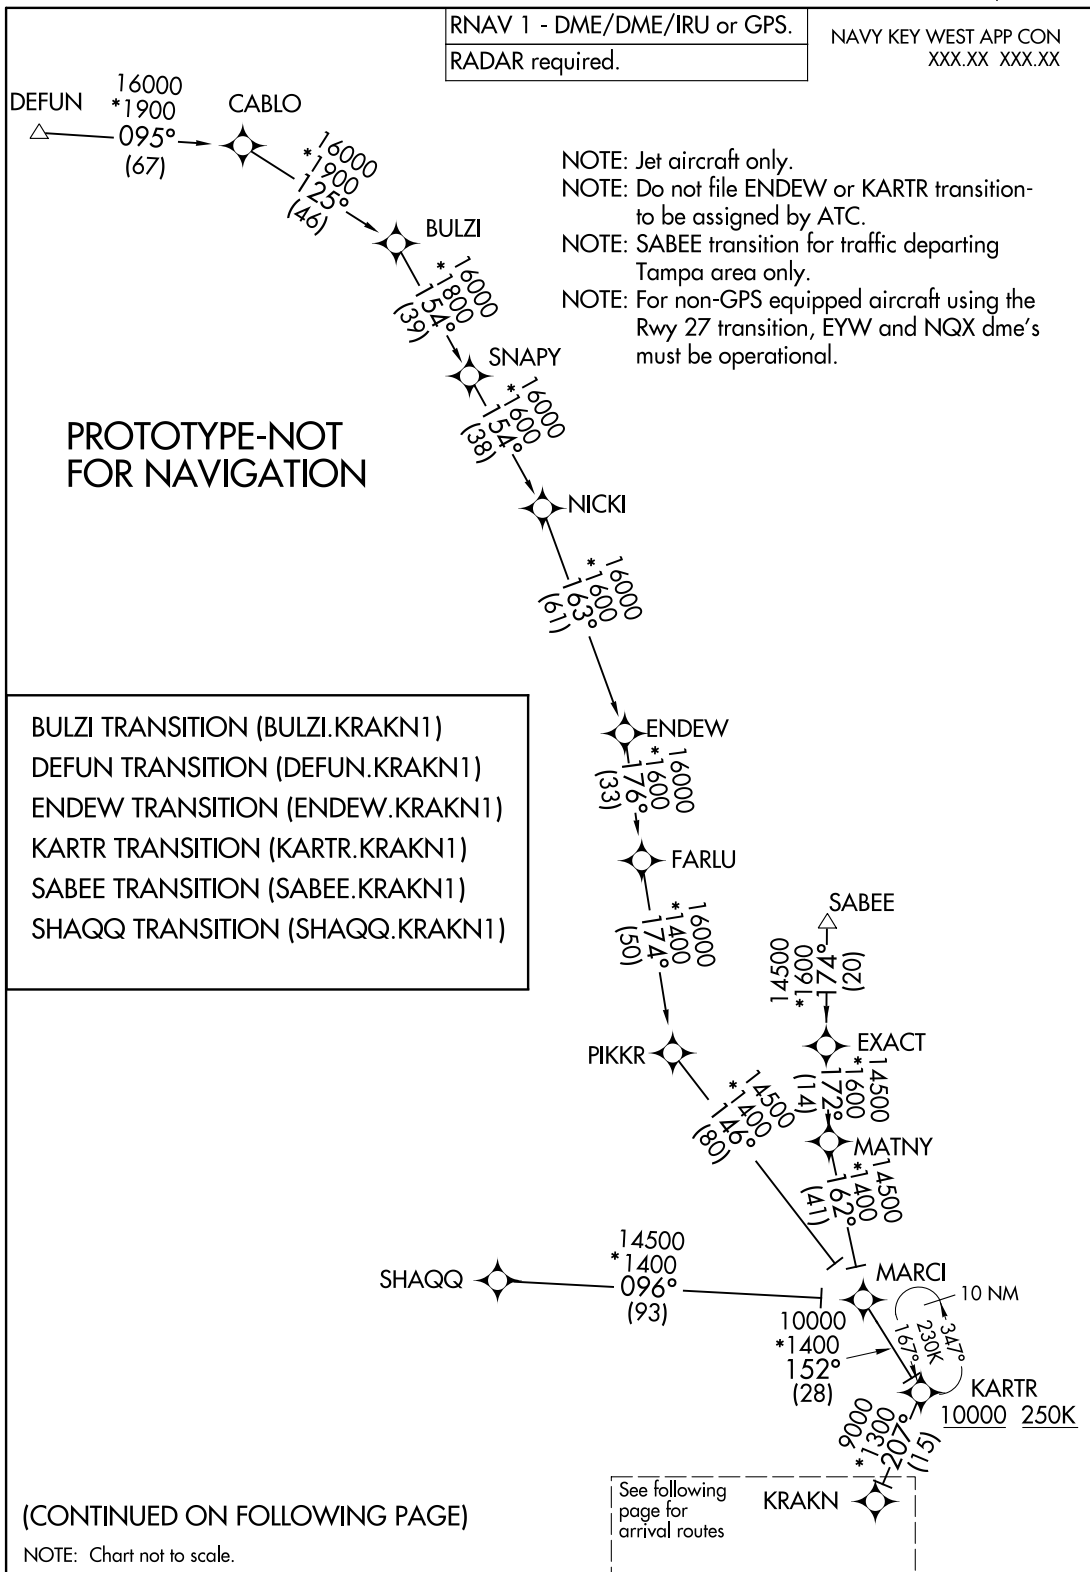 RNAV 1 - DME/DME/IRU or GPS.
RADAR required.
NAVY KEY WEST APP CON
XXX.XX XXX.XX
DEFUN
16000
*1900
095°
(67)
CABLO
16000
*1900
125°
(46)
BULZI
NOTE: Jet aircraft only.
NOTE: Do not file ENDEW or KARTR transition-
to be assigned by ATC.
NOTE: SABEE transition for traffic departing
Tampa area only.
NOTE: For non-GPS equipped aircraft using the
Rwy 27 transition, EYW and NQX dme's
must be operational.
16000
*1800
154°
(39)
SNAPY
16000
*1600
154°
(38)
PROTOTYPE-NOT
FOR NAVIGATION
NICKI
16000
*1600
163°
(61)
BULZI TRANSITION (BULZI.KRAKN1)
DEFUN TRANSITION (DEFUN.KRAKN1)
ENDEW TRANSITION (ENDEW.KRAKN1)
KARTR TRANSITION (KARTR.KRAKN1)
SABEE TRANSITION (SABEE.KRAKN1)
SHAQQ TRANSITION (SHAQQ.KRAKN1)
ENDEW
16000
*1600
176°
(33)
FARLU
16000
*1400
174°
(50)
SABEE
14500
*1600
174°
(20)
PIKKR
EXACT
14500
*1600
172°
(14)
14500
*1400
146°
(80)
MATNY
14500
*1400
162°
(41)
SHAQQ
14500
*1400
096°
(93)
MARCI
10 NM
347°
230K
167°
10000
*1400
152°
(28)
KARTR
10000 250K
9000
*1300
207°
(15)
See following
page for
arrival routes
KRAKN
(CONTINUED ON FOLLOWING PAGE)
NOTE: Chart not to scale.